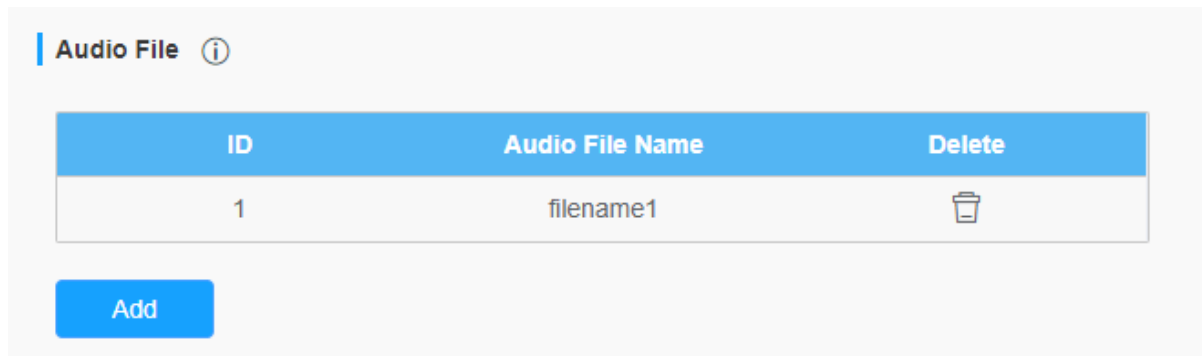 Audio File
ID Audio File Name Delete
1 filename1
Add